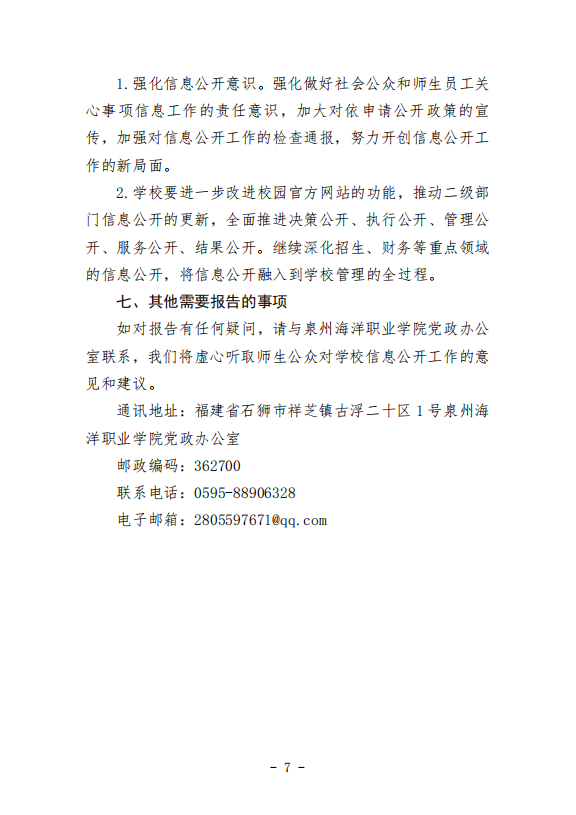 1.强化信息公开意识。强化做好社会公众和师生员工关
心事项信息工作的责任意识，加大对依申请公开政策的宣
传，加强对信息公开工作的检查通报，努力开创信息公开工
作的新局面。
2.学校要进一步改进校园官方网站的功能，推动二级部
门信息公开的更新，全面推进决策公开、执行公开、管理公
开、服务公开、结果公开。继续深化招生、财务等重点领域
的信息公开，将信息公开融入到学校管理的全过程。
七、其他需要报告的事项
如对报告有任何疑问，请与泉州海洋职业学院党政办公
室联系，我们将虚心听取师生公众对学校信息公开工作的意
见和建议。
通讯地址：福建省石狮市祥芝镇古浮二十区1号泉州海
洋职业学院党政办公室
邮政编码：362700
联系电话：0595-88906328
电子邮箱：2805597671@qq.com
- 7 -